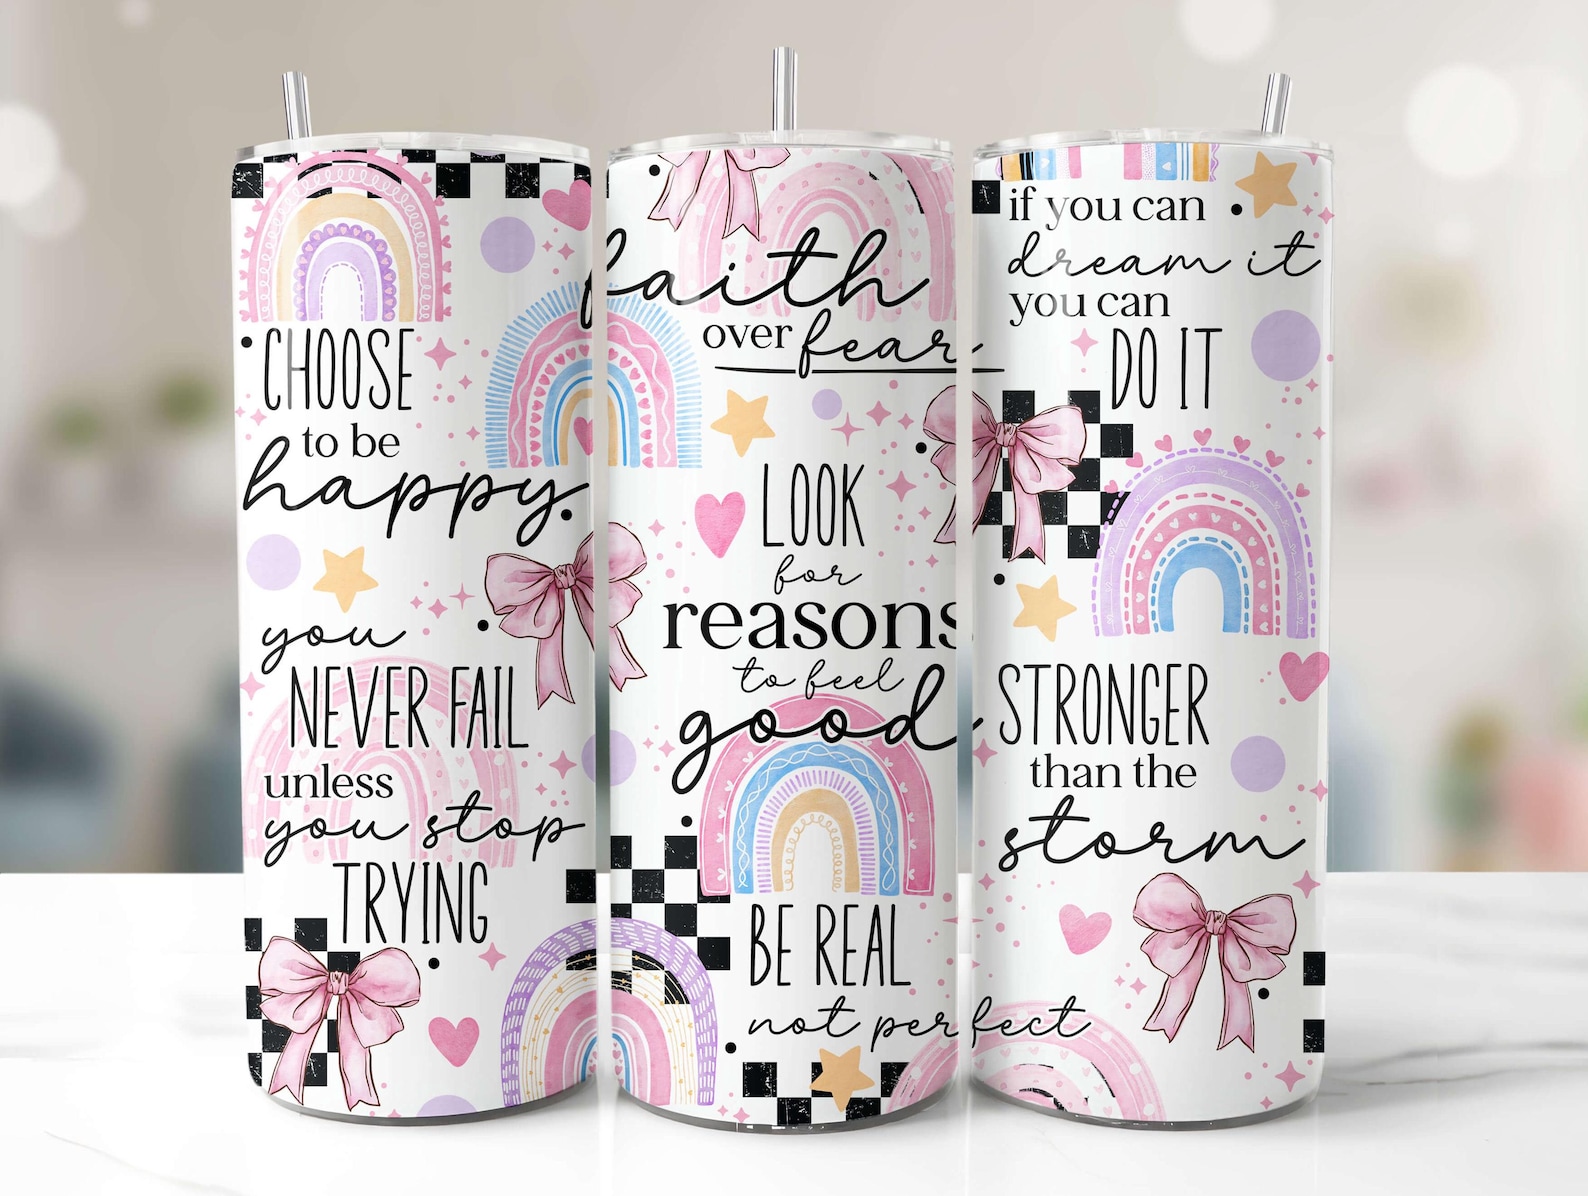 CHOOSE
to be
happy
you
NEVER FAIL
unless
you stop
TRYING
faith
over fear
LOOK
for
reasons
to feel
good
BE REAL
not perfect
if you can
dream it
you can
DO IT
STRONGER
than the
storm